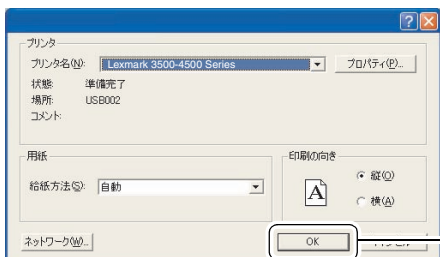 プリンタ
プリンタ名(N): Lexmark 3500-4500 Series プロパティ(P)...
状態: 準備完了
場所: USB002
コメント:
用紙 印刷の向き
給紙方法(S): 自動 A 縦(O)
横(A)
ネットワーク(W)... OK